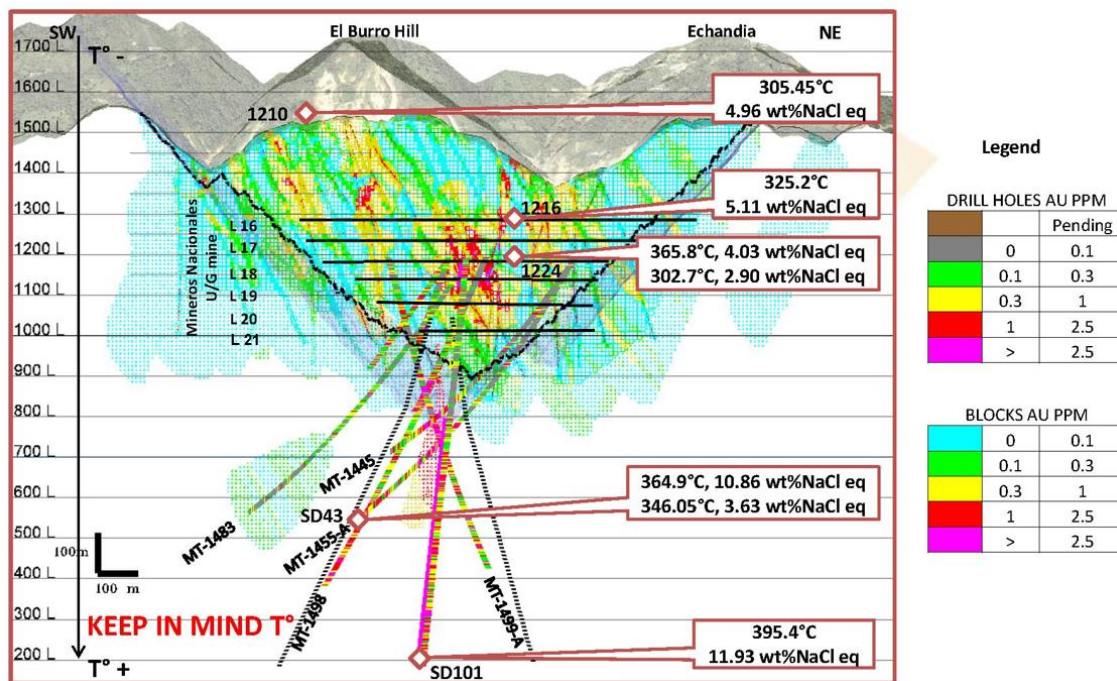 SW
El Burro Hill
Echandia
NE
1700 L
T° -
1600 L
1500 L
1400 L
1300 L
1200 L
1100 L
1000 L
900 L
800 L
700 L
600 L
500 L
400 L
300 L
200 L
T° +
1210
305.45°C
4.96 wt%NaCl eq
325.2°C
5.11 wt%NaCl eq
1216
365.8°C, 4.03 wt%NaCl eq
302.7°C, 2.90 wt%NaCl eq
1224
Mineros Nacionales
U/G mine
L 16
L 17
L 18
L 19
L 20
L 21
MT-1445
364.9°C, 10.86 wt%NaCl eq
346.05°C, 3.63 wt%NaCl eq
SD43
MT-1483
MT-1455-A
100m
100 m
MT-1498
MT-1499-A
KEEP IN MIND T°
395.4°C
11.93 wt%NaCl eq
SD101
Legend
DRILL HOLES AU PPM
Pending
0 0.1
0.1 0.3
0.3 1
1 2.5
> 2.5
BLOCKS AU PPM
0 0.1
0.1 0.3
0.3 1
1 2.5
> 2.5